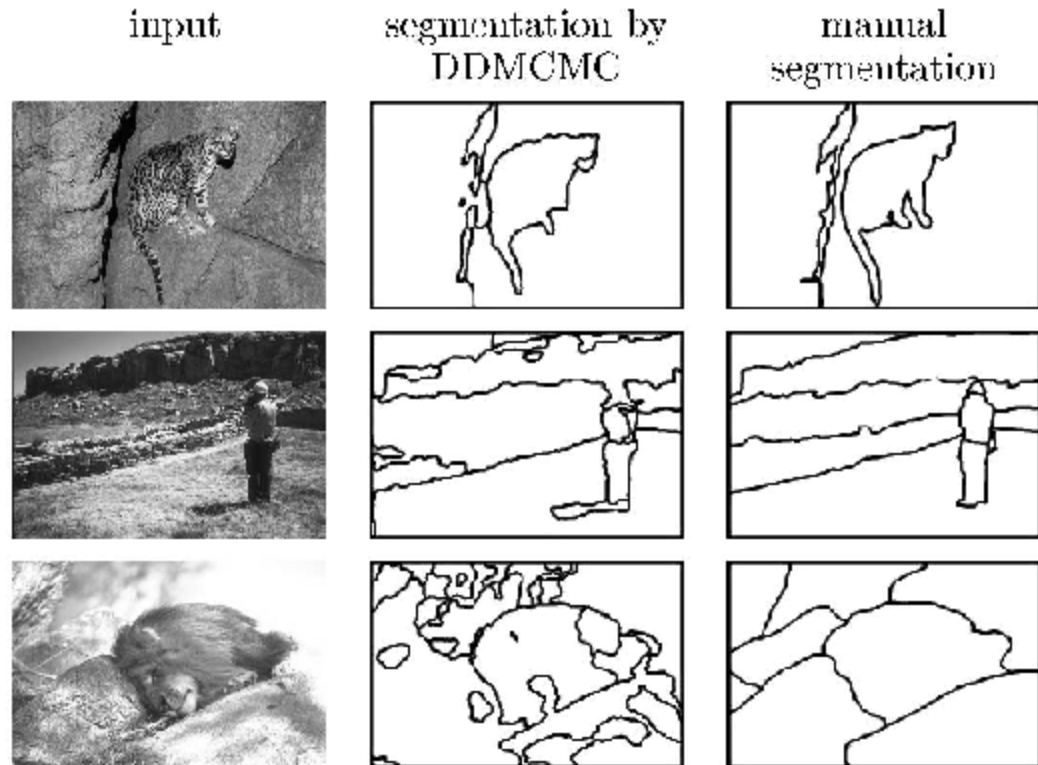 input
segmentation by
DDMCMC
manual
segmentation